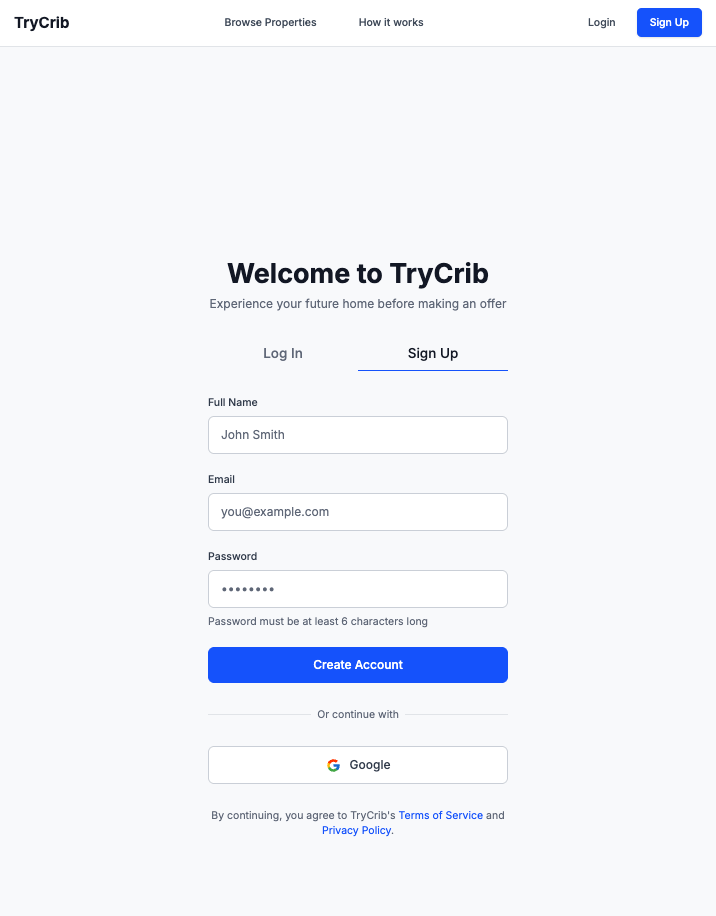 TryCrib
Browse Properties
How it works
Login
Sign Up
Welcome to TryCrib
Experience your future home before making an offer
Log In
Sign Up
Full Name
John Smith
Email
you@example.com
Password
••••••••
Password must be at least 6 characters long
Create Account
Or continue with
Google
By continuing, you agree to TryCrib's Terms of Service and
Privacy Policy.